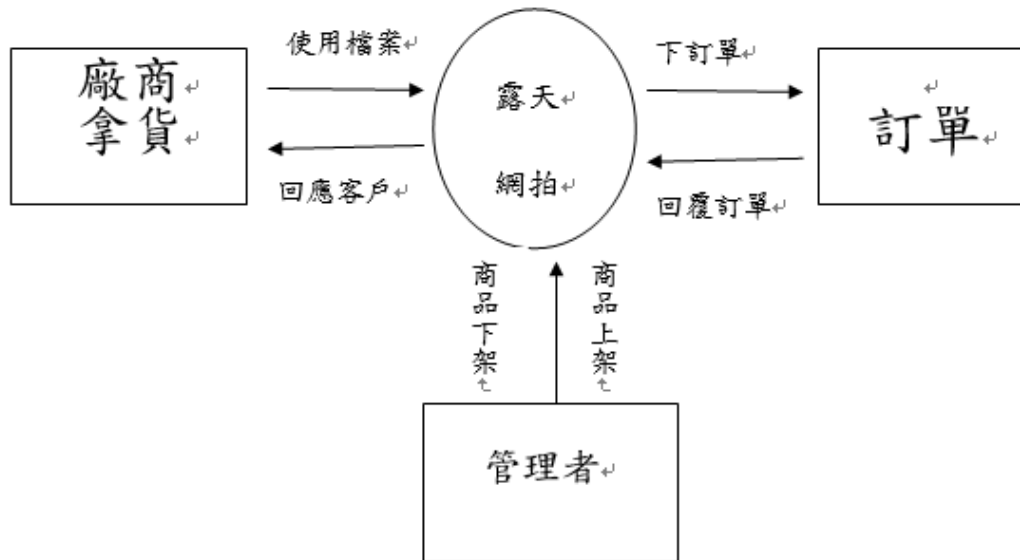 廠商
拿貨
使用檔案
回應客戶
露天
網拍
下訂單
回覆訂單
訂單
商品下架
商品上架
管理者